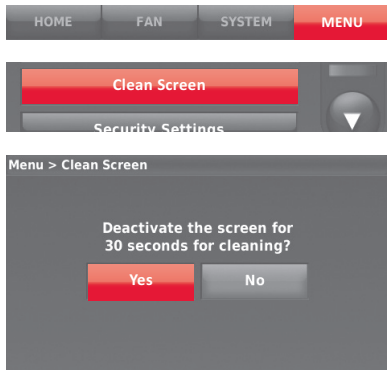 HOME FAN SYSTEM MENU
Clean Screen
Security Settings
Menu > Clean Screen
Deactivate the screen for
30 seconds for cleaning?
Yes No